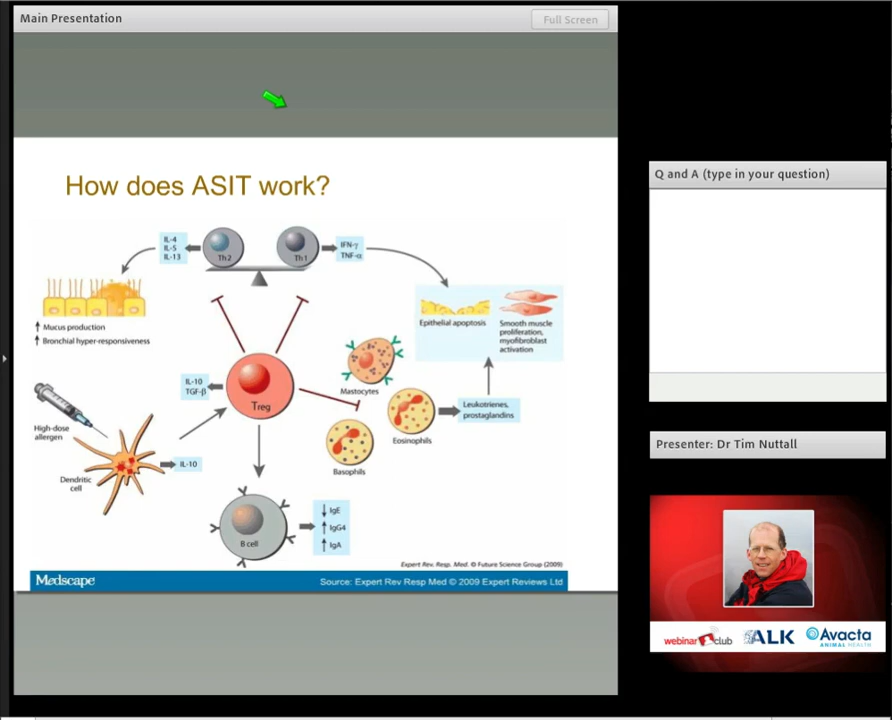 Main Presentation
Full Screen
How does ASIT work?
IL-4
IL-5
IL-13
Th2
Th1
IFN-γ
TNF-α
↑ Mucus production
↑ Bronchial hyper-responsiveness
Epithelial apoptosis
Smooth muscle
proliferation,
myofibroblast
activation
Mastocytes
IL-10
TGF-β
Treg
High-dose
allergen
Leukotrienes,
prostaglandins
Eosinophils
Basophils
IL-10
Dendritic
cell
B cell
↓ IgE
↑ IgG4
↑ IgA
Expert Rev. Resp. Med. © Future Science Group (2009)
Medscape
Source: Expert Rev Resp Med © 2009 Expert Reviews Ltd
Q and A (type in your question)
Presenter: Dr Tim Nuttall
webinar club
ALK
Avacta
ANIMAL HEALTH